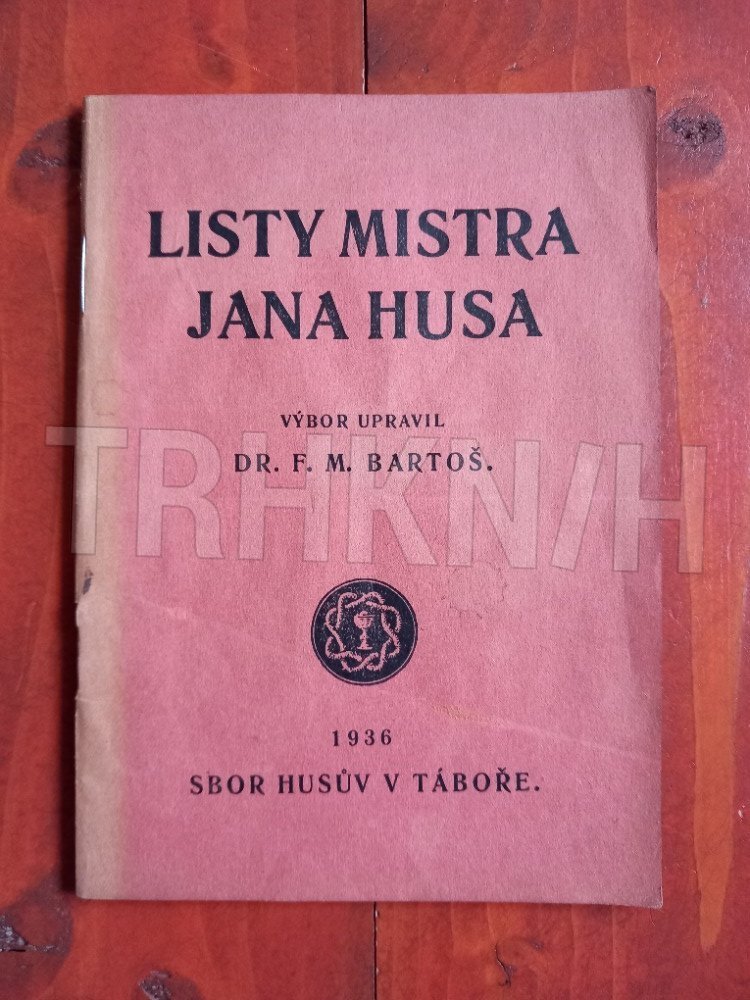 LISTY MISTRA
JANA HUSA
VÝBOR UPRAVIL
DR. F. M. BARTOŠ.
TRHKNIH
1936
SBOR HUSŮV V TÁBOŘE.